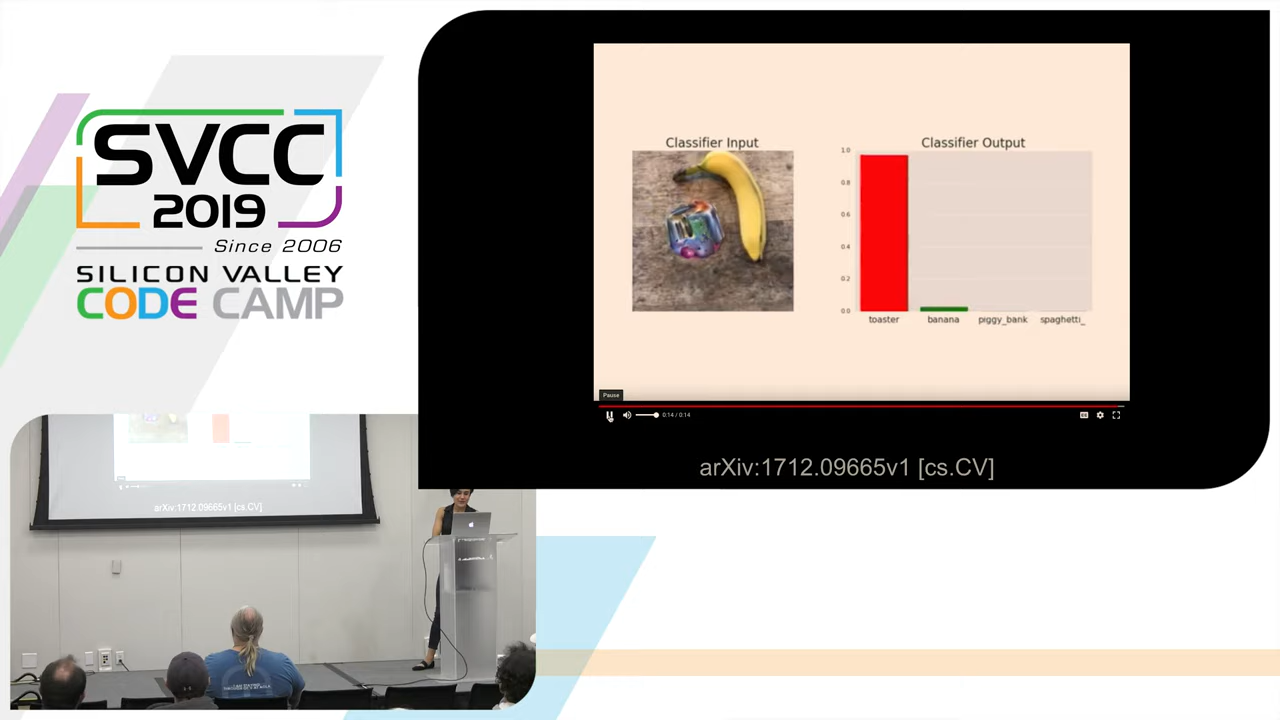 SVCC
2019
Since 2006
SILICON VALLEY
CODE CAMP
Classifier Input
Classifier Output
1.0
0.8
0.6
0.4
0.2
0.0
toaster
banana
piggy_bank
spaghetti_
Pause
0:14 / 0:14
arXiv:1712.09665v1 [cs.CV]
arXiv:1712.09665v1 [cs.CV]